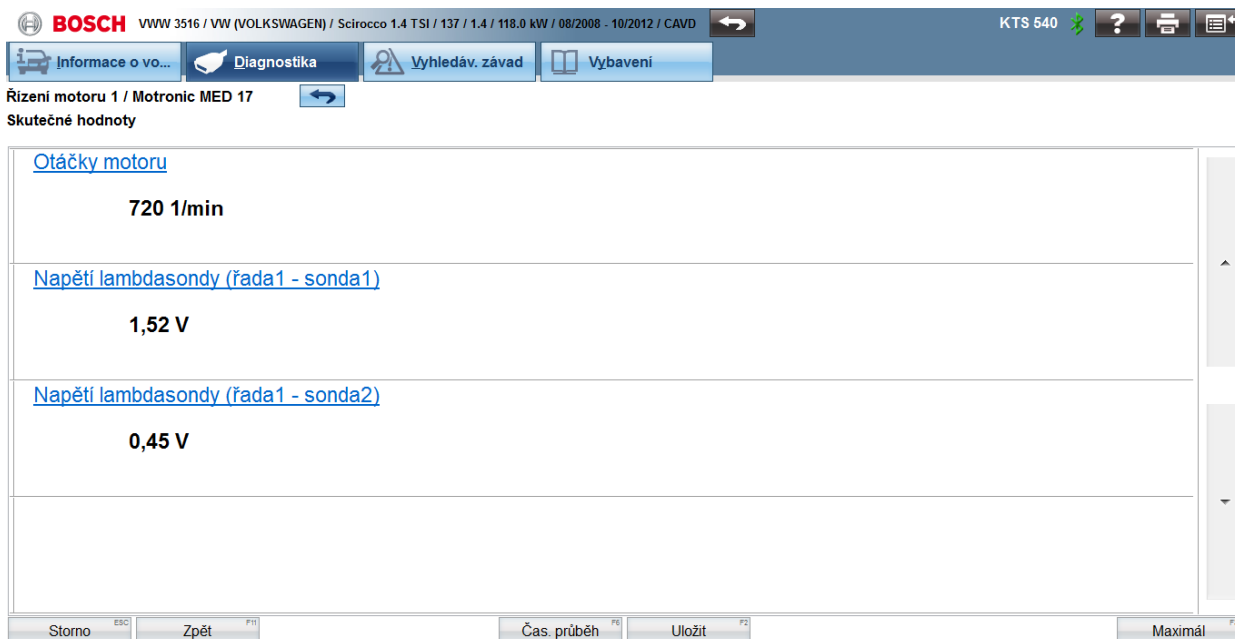 BOSCH VWW 3516 / VW (VOLKSWAGEN) / Scirocco 1.4 TSI / 137 / 1.4 / 118.0 kW / 08/2008 - 10/2012 / CAVD KTS 540 ?
Informace o vo... Diagnostika Vyhledáv. závad Vybavení
Řízení motoru 1 / Motronic MED 17
Skutečné hodnoty
Otáčky motoru
720 1/min
Napětí lambdasondy (řada1 - sonda1)
1,52 V
Napětí lambdasondy (řada1 - sonda2)
0,45 V
Storno ESC Zpět F11 Čas. průběh F6 Uložit F2 Maximál